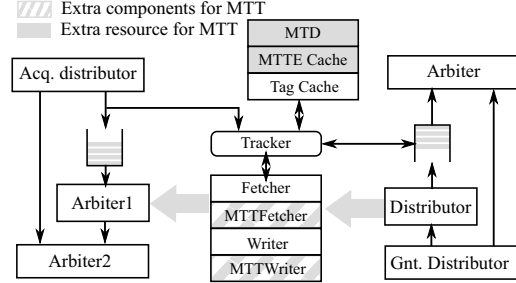 Extra components for MTT
Extra resource for MTT
MTD
MTTE Cache
Tag Cache
Acq. distributor
Arbiter
Tracker
Fetcher
MTTFetcher
Writer
MTTWriter
Arbiter1
Arbiter2
Distributor
Gnt. Distributor